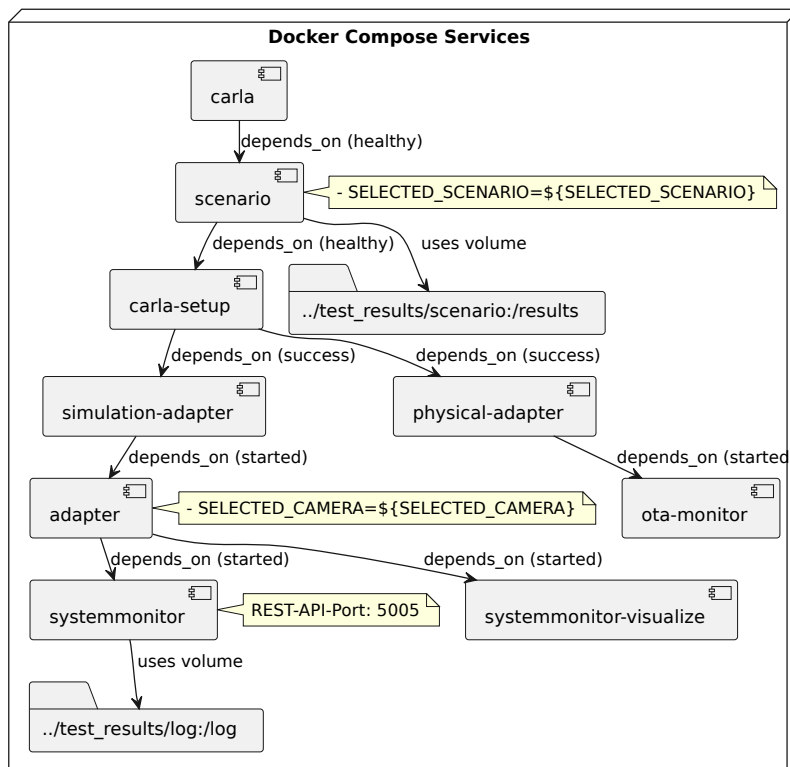 Docker Compose Services
carla
depends_on (healthy)
scenario
- SELECTED_SCENARIO=${SELECTED_SCENARIO}
depends_on (healthy)
uses volume
carla-setup
../test_results/scenario:/results
depends_on (success)
depends_on (success)
simulation-adapter
physical-adapter
depends_on (started)
depends_on (started
adapter
- SELECTED_CAMERA=${SELECTED_CAMERA}
ota-monitor
depends_on (started)
depends_on (started)
systemmonitor
REST-API-Port: 5005
systemmonitor-visualize
uses volume
../test_results/log:/log